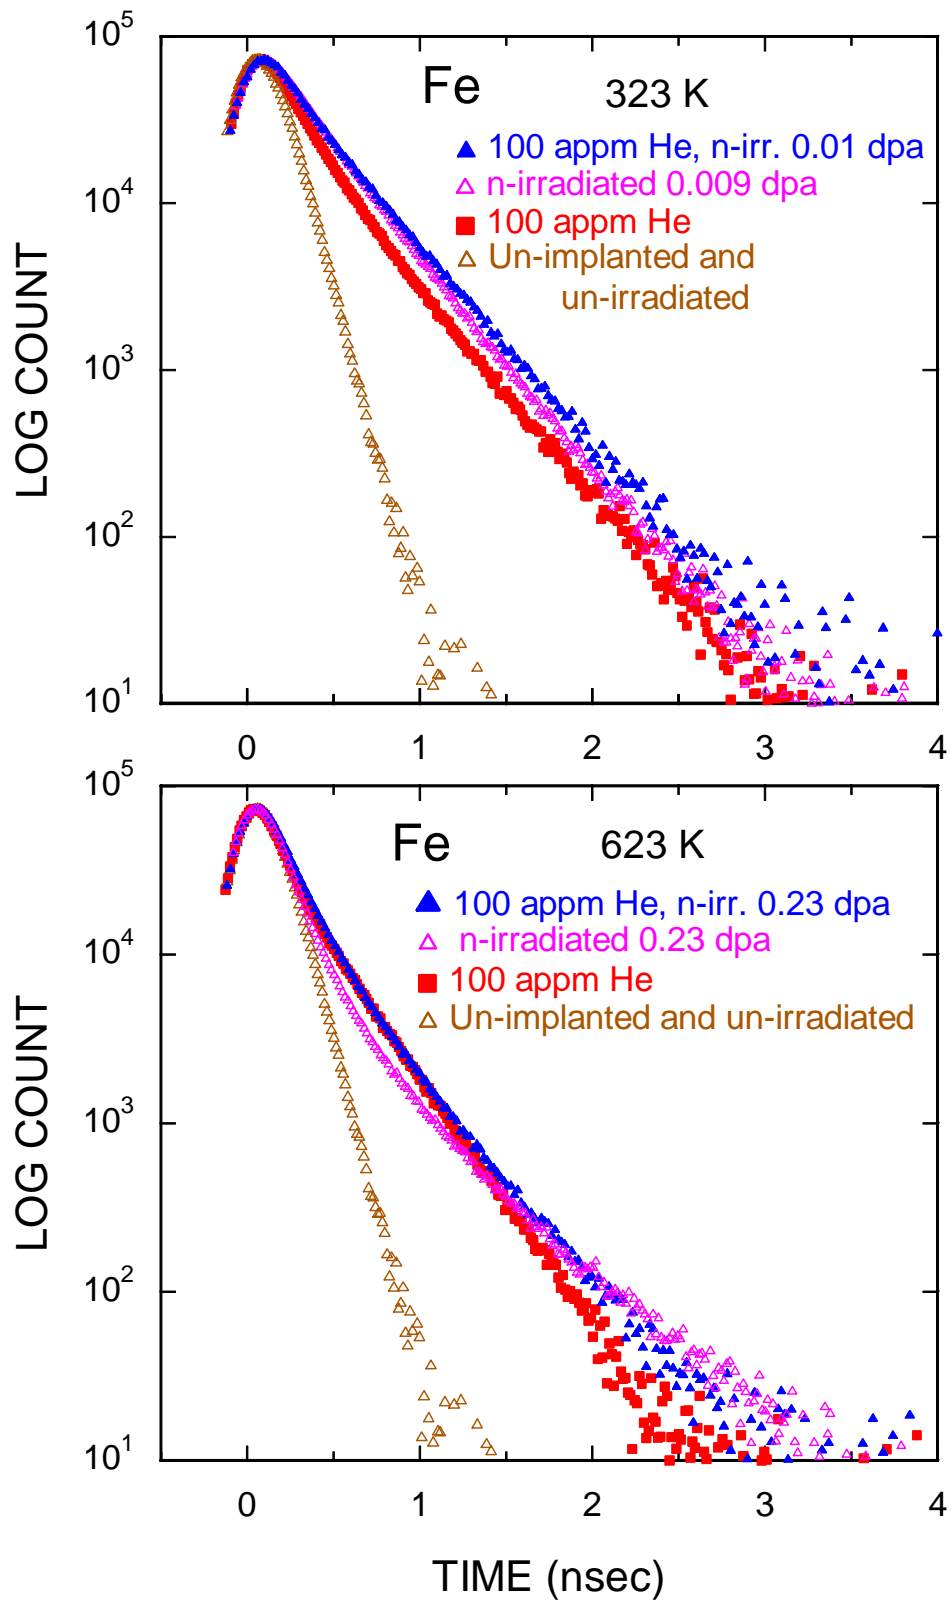 10^5
Fe 323 K
100 appm He, n-irr. 0.01 dpa
n-irradiated 0.009 dpa
100 appm He
Un-implanted and
un-irradiated
10^4
10^3
10^2
10^1
LOG COUNT
0 1 2 3 4
10^5
Fe 623 K
100 appm He, n-irr. 0.23 dpa
n-irradiated 0.23 dpa
100 appm He
Un-implanted and un-irradiated
10^4
10^3
10^2
10^1
LOG COUNT
0 1 2 3 4
TIME (nsec)